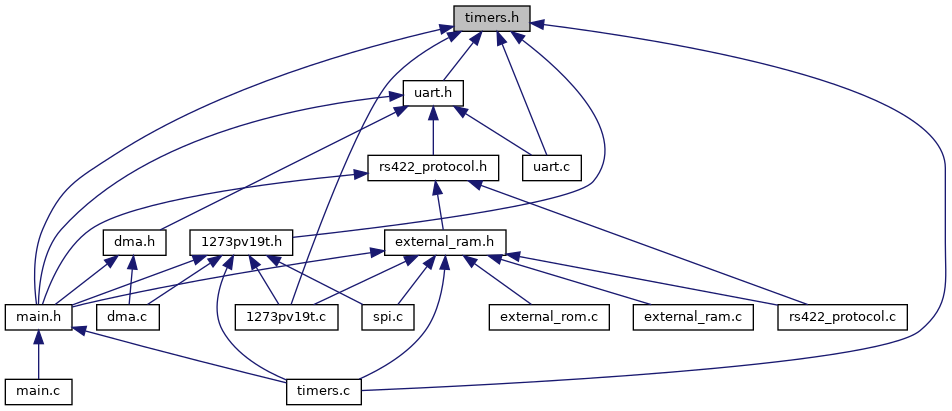 timers.h
uart.h
rs422_protocol.h
uart.c
dma.h
1273pv19t.h
external_ram.h
main.h
dma.c
1273pv19t.c
spi.c
external_rom.c
external_ram.c
rs422_protocol.c
main.c
timers.c